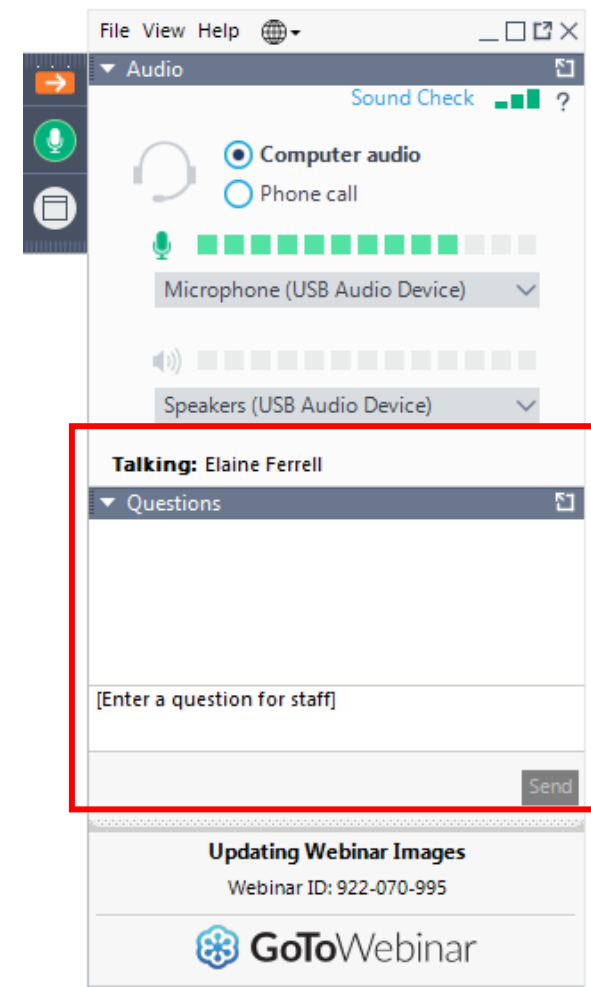 File View Help
Audio
Sound Check ?
Computer audio
Phone call
Microphone (USB Audio Device)
Speakers (USB Audio Device)
Talking: Elaine Ferrell
Questions
[Enter a question for staff]
Send
Updating Webinar Images
Webinar ID: 922-070-995
GoToWebinar